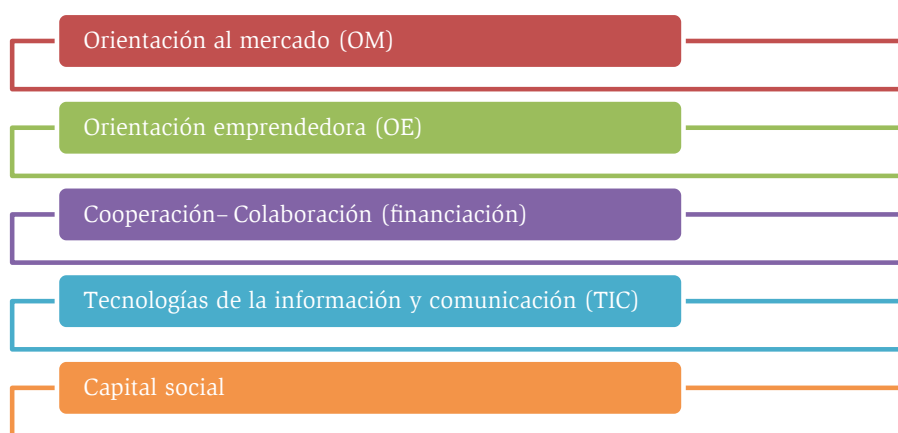 Orientación al mercado (OM)
Orientación emprendedora (OE)
Cooperación– Colaboración (financiación)
Tecnologías de la información y comunicación (TIC)
Capital social